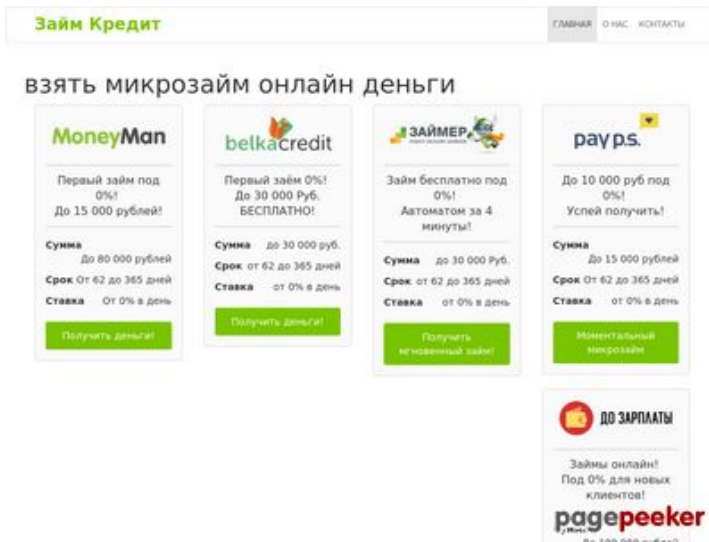 Займ Кредит
ГЛАВНАЯ О НАС КОНТАКТЫ
взять микрозайм онлайн деньги
MoneyMan
Первый займ под
0%!
До 15 000 рублей!
Сумма
До 80 000 рублей
Срок От 62 до 365 дней
Ставка От 0% в день
Получить деньги!
belkacredit
Первый заём 0%!
До 30 000 Руб.
БЕСПЛАТНО!
Сумма до 30 000 руб.
Срок от 62 до 365 дней
Ставка от 0% в день
Получить деньги!
ЗАЙМЕР
Займ бесплатно под
0%!
Автоматом за 4
минуты!
Сумма до 30 000 Руб.
Срок от 62 до 365 дней
Ставка от 0% в день
Получить
мгновенный займ!
pay p.s.
До 10 000 руб под
0%!
Успей получить!
Сумма
До 15 000 рублей
Срок От 62 до 365 дней
Ставка От 0% в день
Моментальный
микрозайм
ДО ЗАРПЛАТЫ
Займы онлайн!
Под 0% для новых
клиентов!
pagepeeker
До 100 000 рублей